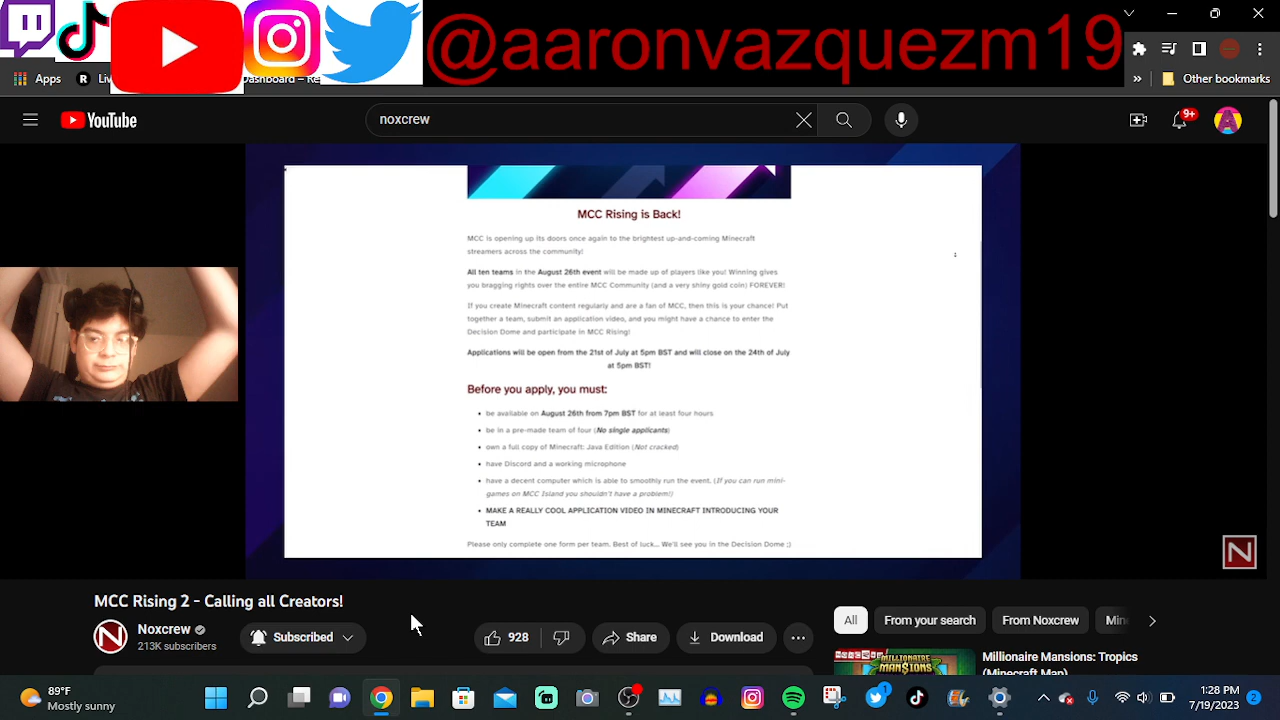 @aaronvazquezm19
Apps
R Liv
Dashboard – Re
»
Other bookmarks
YouTube
noxcrew
9+
A
MCC Rising is Back!
MCC is opening up its doors once again to the brightest up-and-coming Minecraft
streamers across the community!
All ten teams in the August 26th event will be made up of players like you! Winning gives
you bragging rights over the entire MCC Community (and a very shiny gold coin) FOREVER!
If you create Minecraft content regularly and are a fan of MCC, then this is your chance! Put
together a team, submit an application video, and you might have a chance to enter the
Decision Dome and participate in MCC Rising!
Applications will be open from the 21st of July at 5pm BST and will close on the 24th of July
at 5pm BST!
Before you apply, you must:
• be available on August 26th from 7pm BST for at least four hours
• be in a pre-made team of four (No single applicants)
• own a full copy of Minecraft: Java Edition (Not cracked)
• have Discord and a working microphone
• have a decent computer which is able to smoothly run the event. (If you can run mini-
games on MCC Island you shouldn't have a problem!)
• MAKE A REALLY COOL APPLICATION VIDEO IN MINECRAFT INTRODUCING YOUR
TEAM
Please only complete one form per team. Best of luck... We'll see you in the Decision Dome ;)
N
MCC Rising 2 - Calling all Creators!
N
Noxcrew
213K subscribers
Subscribed
928
Share
Download
All
From your search
From Noxcrew
Min
MILLIONAIRE
MANSIONS
Millionaire Mansions: Tropics
(Minecraft Map)
89°F
Mostly sunny
1
2